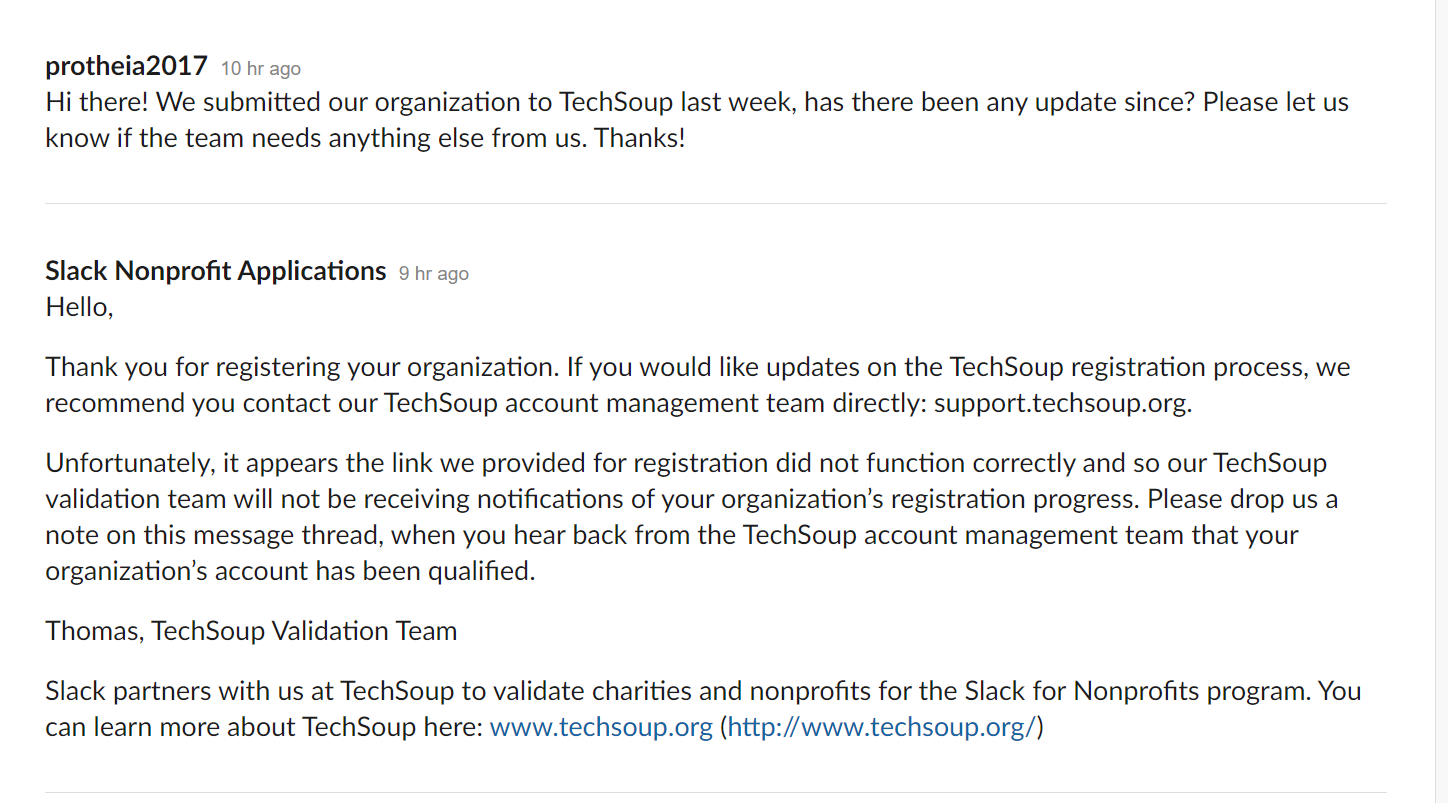 protheia2017 10 hr ago
Hi there! We submitted our organization to TechSoup last week, has there been any update since? Please let us
know if the team needs anything else from us. Thanks!
Slack Nonprofit Applications 9 hr ago
Hello,
Thank you for registering your organization. If you would like updates on the TechSoup registration process, we
recommend you contact our TechSoup account management team directly: support.techsoup.org.
Unfortunately, it appears the link we provided for registration did not function correctly and so our TechSoup
validation team will not be receiving notifications of your organization’s registration progress. Please drop us a
note on this message thread, when you hear back from the TechSoup account management team that your
organization’s account has been qualified.
Thomas, TechSoup Validation Team
Slack partners with us at TechSoup to validate charities and nonprofits for the Slack for Nonprofits program. You
can learn more about TechSoup here: www.techsoup.org (http://www.techsoup.org/)